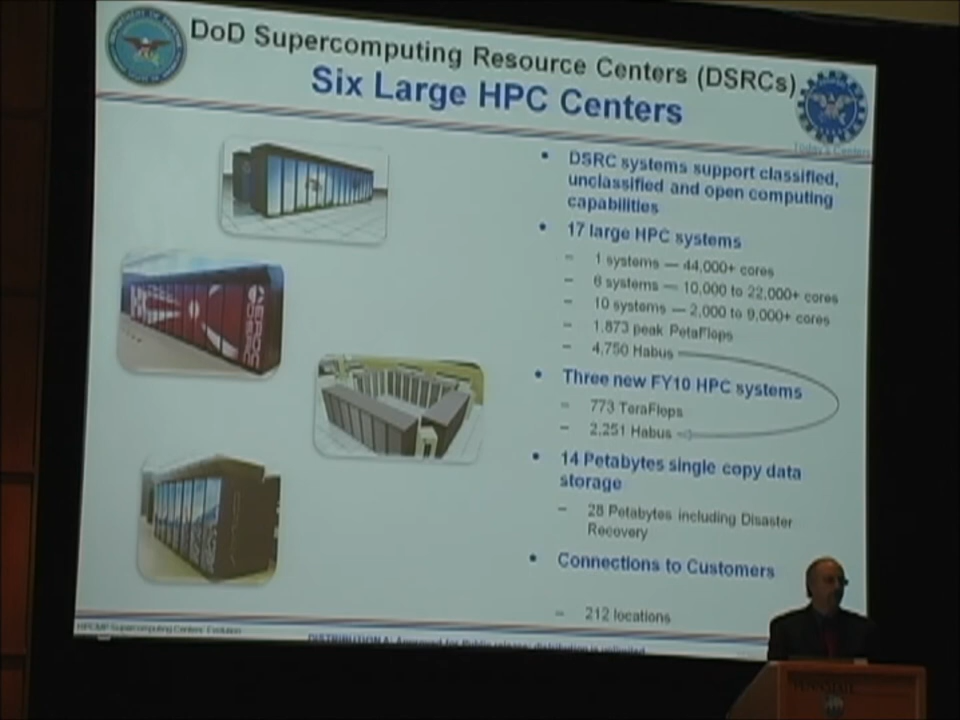 DoD Supercomputing Resource Centers (DSRCs)
Six Large HPC Centers
Today's Centers
• DSRC systems support classified,
unclassified and open computing
capabilities
• 17 large HPC systems
– 1 systems — 44,000+ cores
– 6 systems — 10,000 to 22,000+ cores
– 10 systems — 2,000 to 9,000+ cores
– 1.873 peak PetaFlops
– 4,750 Habus
• Three new FY10 HPC systems
– 773 TeraFlops
– 2,251 Habus
• 14 Petabytes single copy data
storage
– 28 Petabytes including Disaster
Recovery
• Connections to Customers
– 212 locations
HPCMP Supercomputing Centers' Evolution
DISTRIBUTION A: Approved for Public release; distribution is unlimited
ERDC
DSRC